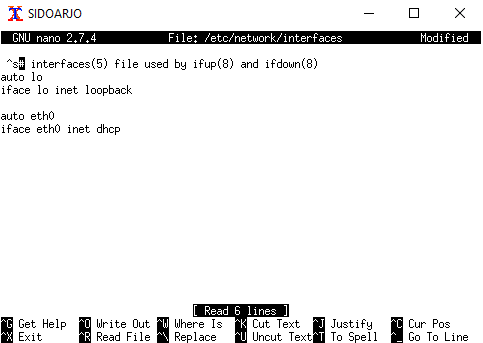 SIDOARJO
GNU nano 2.7.4 File: /etc/network/interfaces Modified
^s# interfaces(5) file used by ifup(8) and ifdown(8)
auto lo
iface lo inet loopback
auto eth0
iface eth0 inet dhcp
[ Read 6 lines ]
^G Get Help ^O Write Out ^W Where Is ^K Cut Text ^J Justify ^C Cur Pos
^X Exit ^R Read File ^\ Replace ^U Uncut Text ^T To Spell ^_ Go To Line